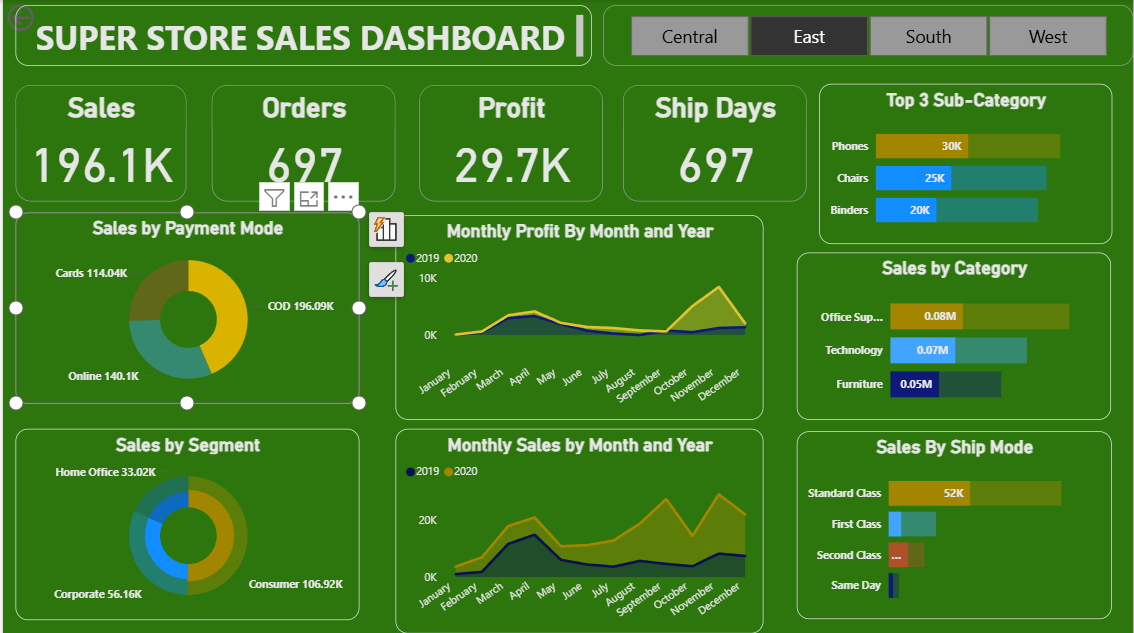 SUPER STORE SALES DASHBOARD
Central
East
South
West
Sales
196.1K
Orders
697
Profit
29.7K
Ship Days
697
Top 3 Sub-Category
Phones
30K
Chairs
25K
Binders
20K
Sales by Payment Mode
Cards 114.04K
COD 196.09K
Online 140.1K
Monthly Profit By Month and Year
2019
2020
10K
0K
January
February
March
April
May
June
July
August
September
October
November
December
Sales by Category
Office Sup...
0.08M
Technology
0.07M
Furniture
0.05M
Sales by Segment
Home Office 33.02K
Consumer 106.92K
Corporate 56.16K
Monthly Sales by Month and Year
2019
2020
20K
0K
January
February
March
April
May
June
July
August
September
October
November
December
Sales By Ship Mode
Standard Class
52K
First Class
Second Class
...
Same Day